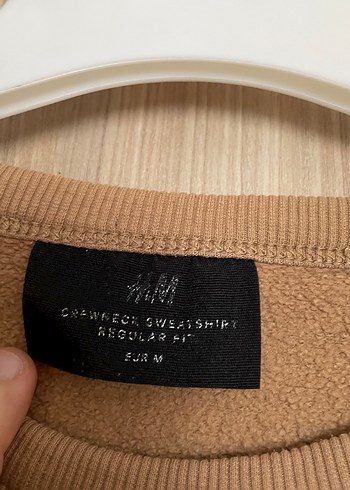 H&M
CREWNECK SWEATSHIRT
REGULAR FIT
EUR M